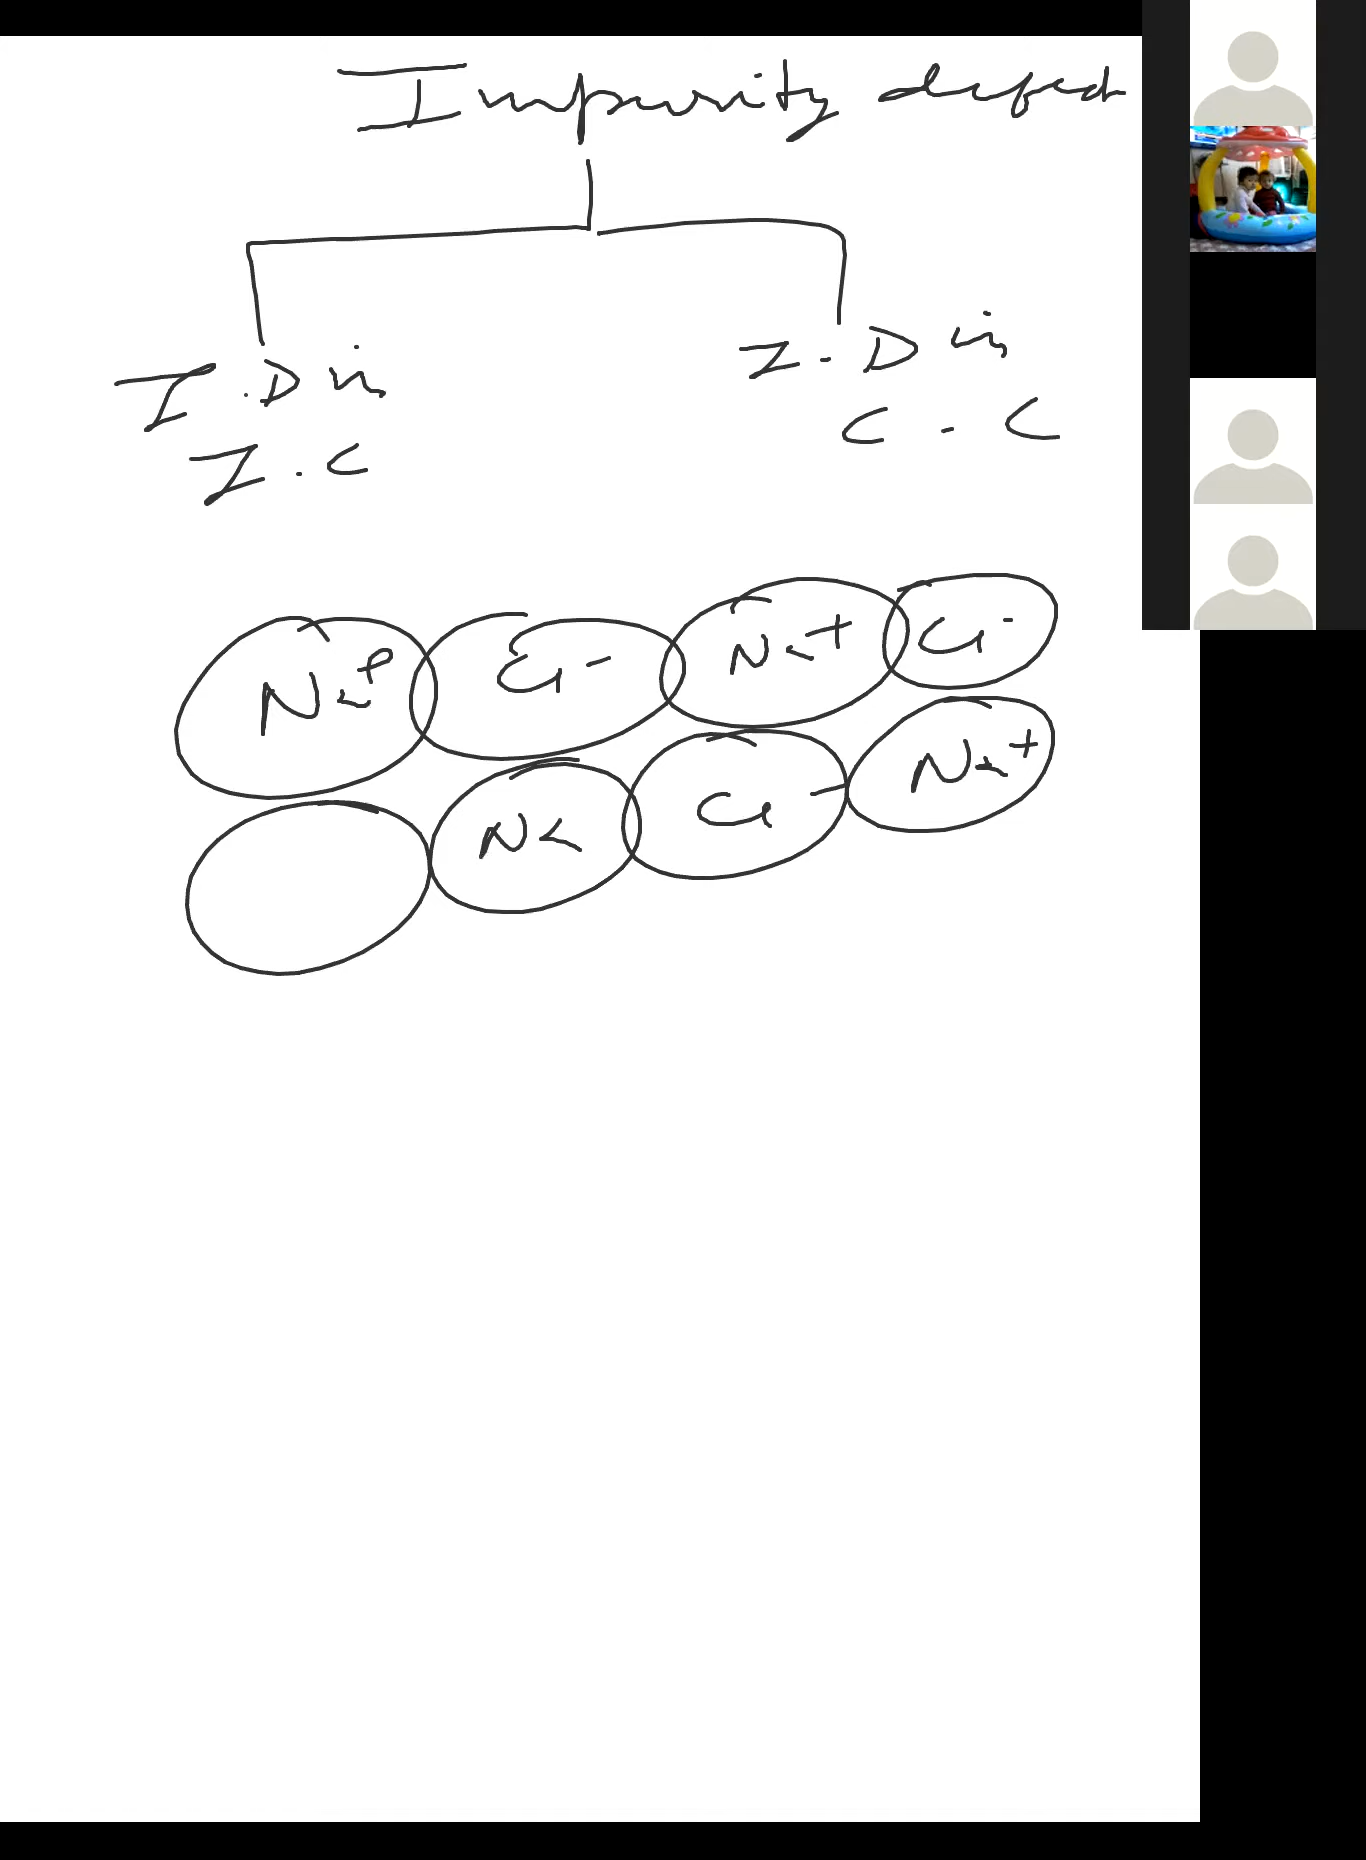 Impurity defect
I.D in
I.C
I.D in
C.C
Na+ Cl- Na+ Cl-
Na Cl- Na+